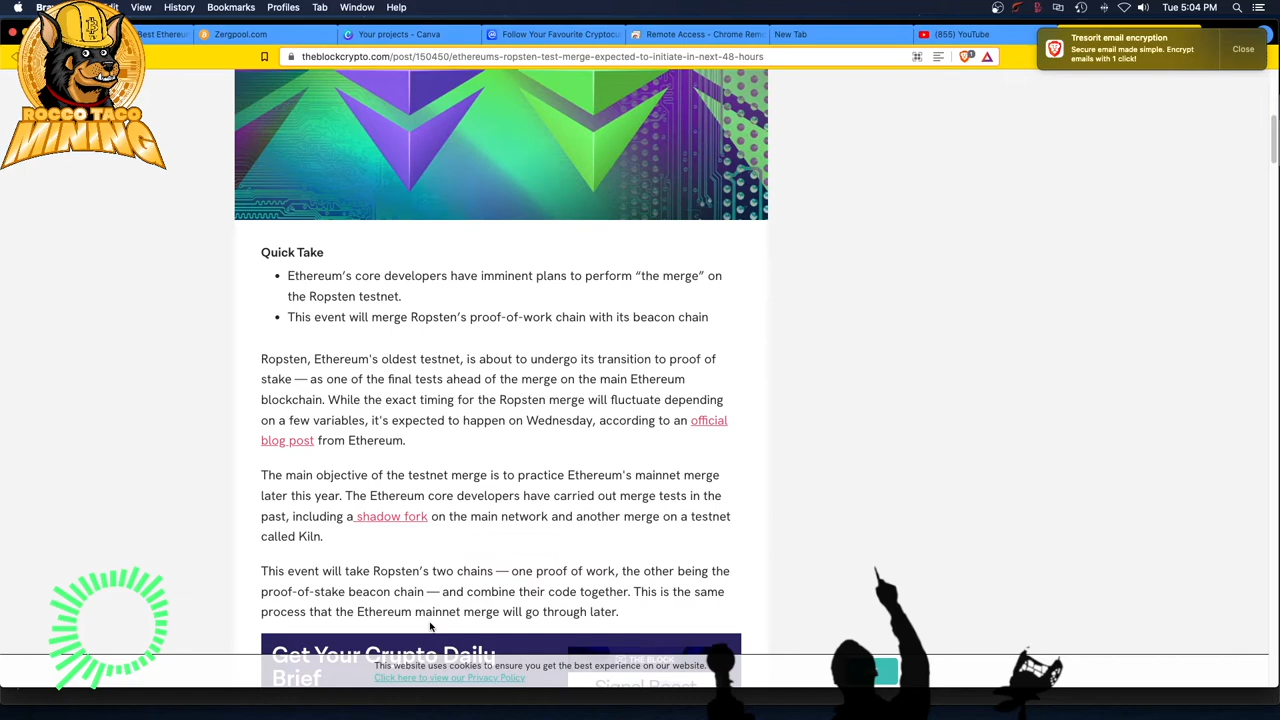 View
History
Bookmarks
Profiles
Tab
Window
Help
Tue 5:04 PM
Best Ethereu
Zergpool.com
Your projects - Canva
Follow Your Favourite Cryptocu
Remote Access - Chrome Rem
New Tab
(855) YouTube
theblockcrypto.com/post/150450/ethereums-ropsten-test-merge-expected-to-initiate-in-next-48-hours
Tresorit email encryption
Secure email made simple. Encrypt
emails with 1 click!
Close
ROCCO TACO
MINING
Quick Take
• Ethereum’s core developers have imminent plans to perform “the merge” on
the Ropsten testnet.
• This event will merge Ropsten’s proof-of-work chain with its beacon chain
Ropsten, Ethereum's oldest testnet, is about to undergo its transition to proof of
stake — as one of the final tests ahead of the merge on the main Ethereum
blockchain. While the exact timing for the Ropsten merge will fluctuate depending
on a few variables, it's expected to happen on Wednesday, according to an official
blog post from Ethereum.
The main objective of the testnet merge is to practice Ethereum's mainnet merge
later this year. The Ethereum core developers have carried out merge tests in the
past, including a shadow fork on the main network and another merge on a testnet
called Kiln.
This event will take Ropsten’s two chains — one proof of work, the other being the
proof-of-stake beacon chain — and combine their code together. This is the same
process that the Ethereum mainnet merge will go through later.
Get Your Crypto Daily
Brief
THE BLOCK
Signal Boost
This website uses cookies to ensure you get the best experience on our website.
Click here to view our Privacy Policy